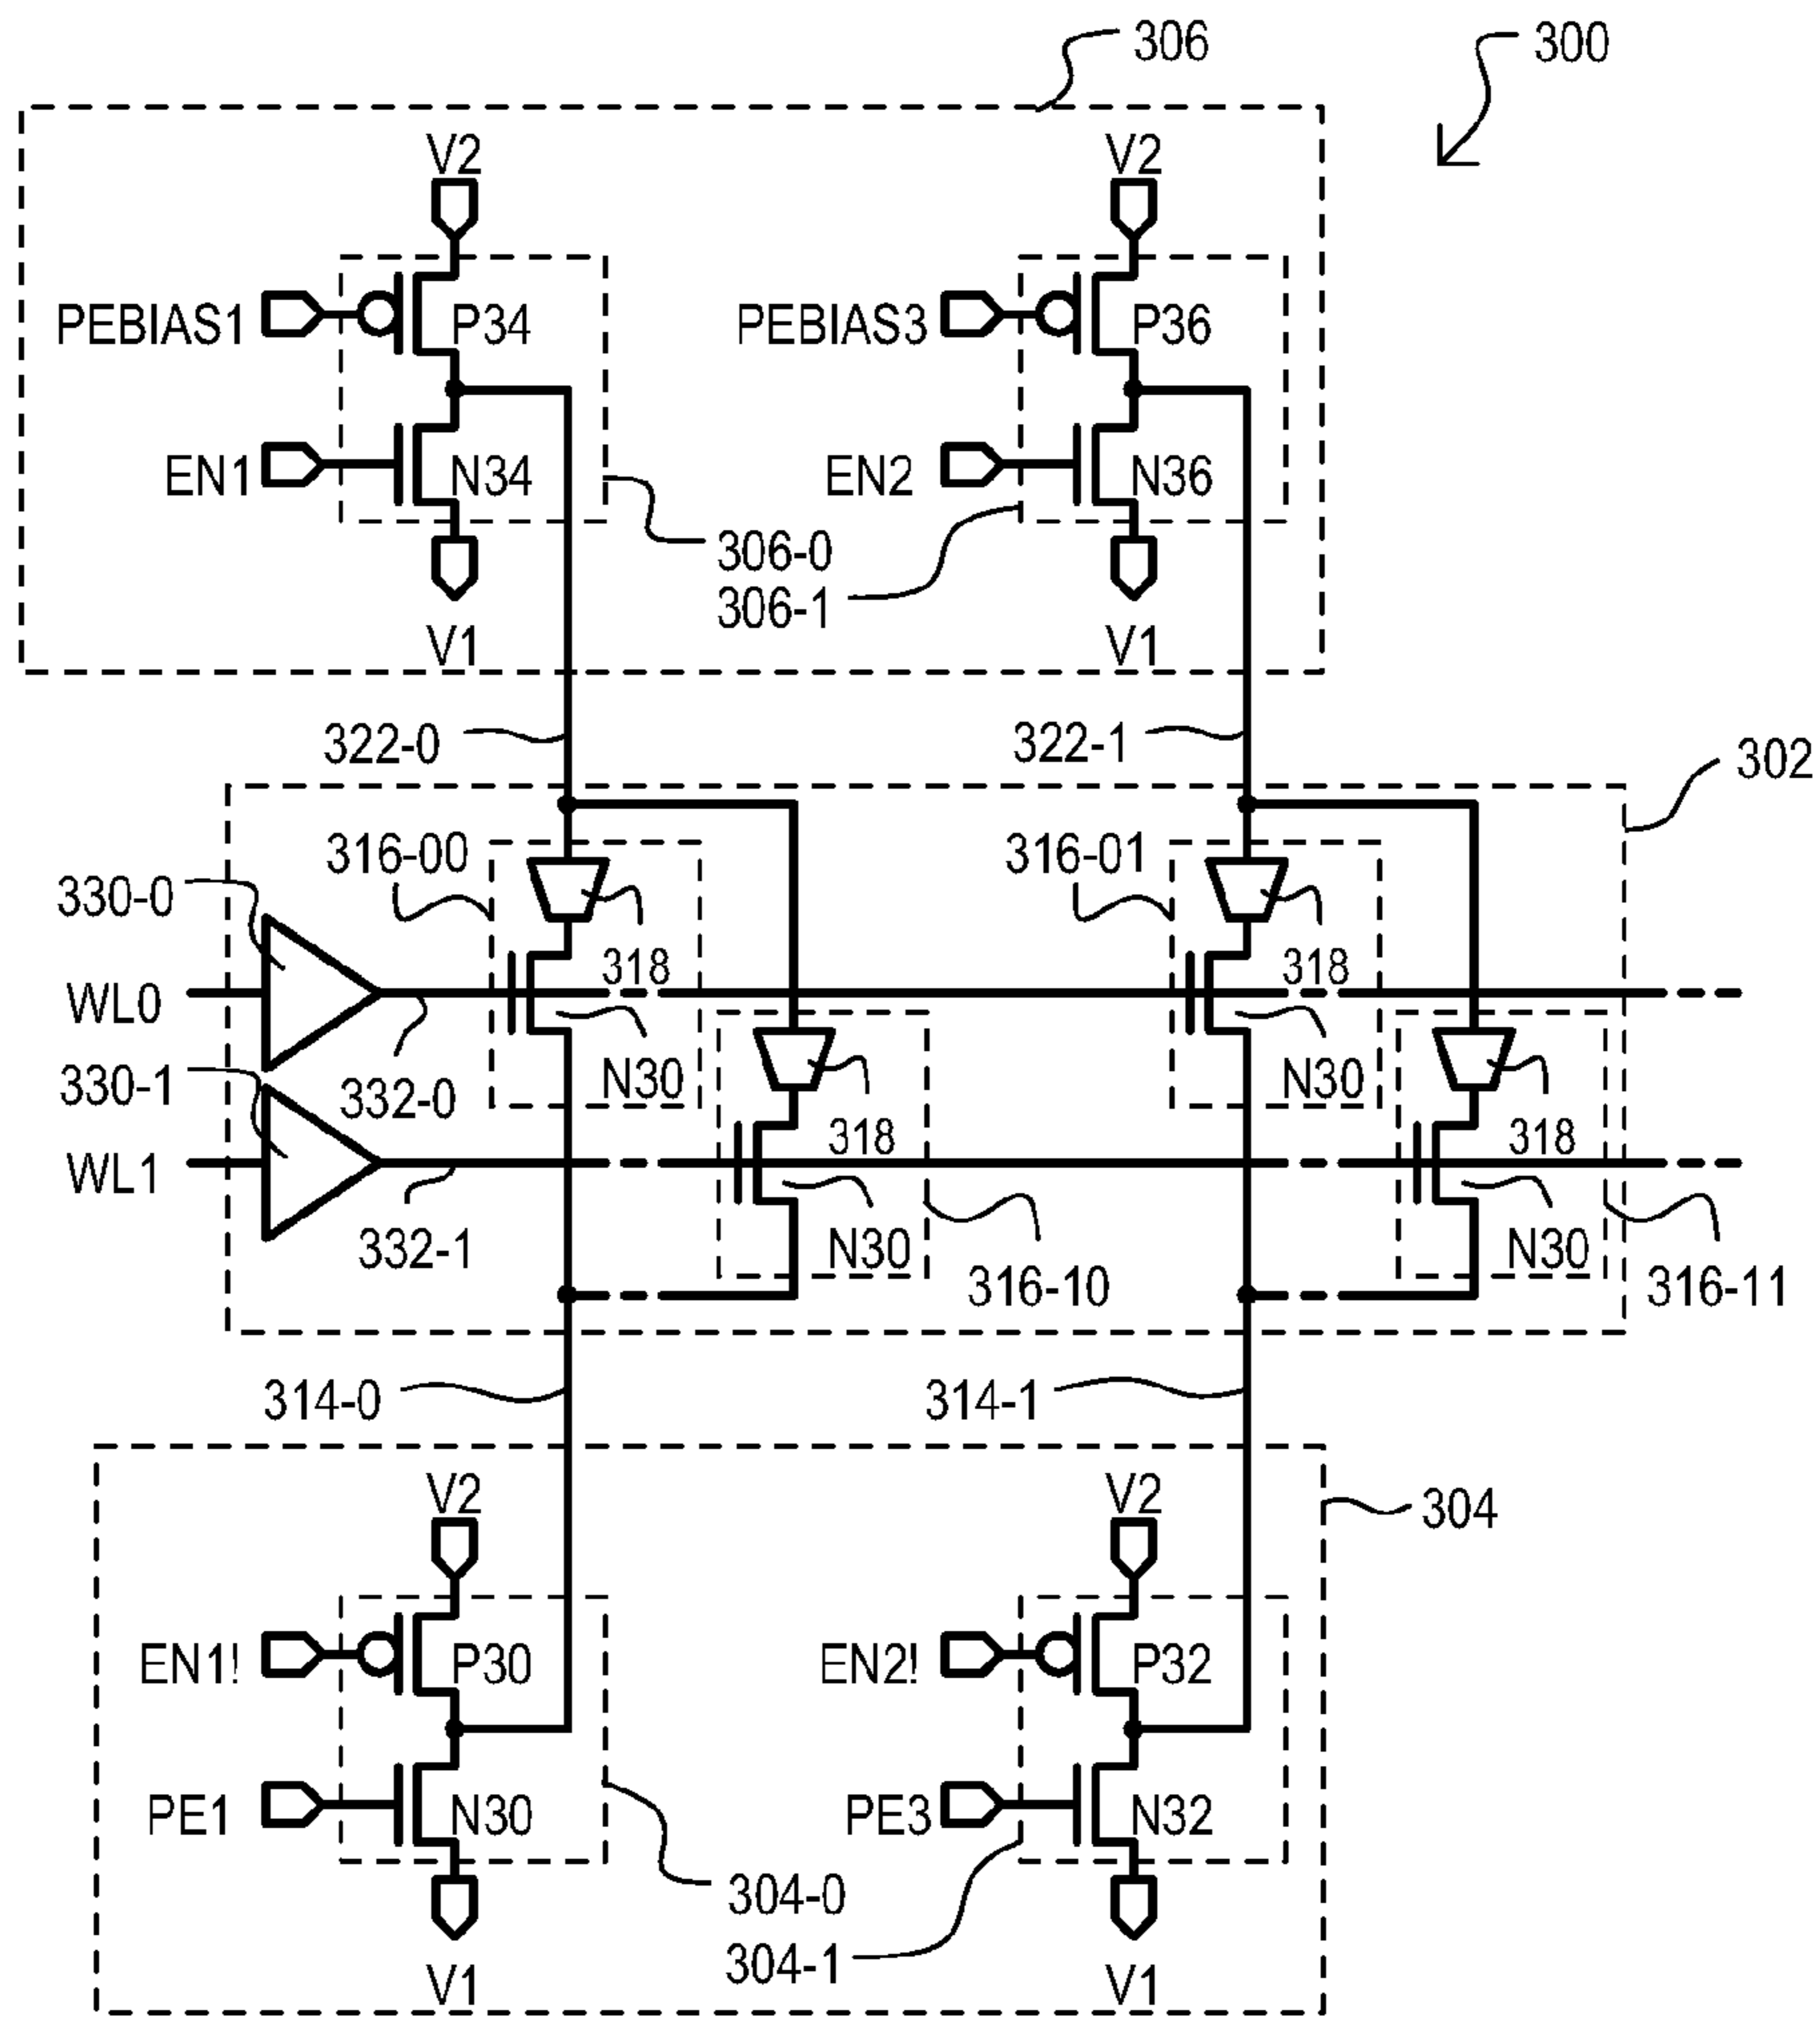 306
300
V2
V2
PEBIAS1
P34
PEBIAS3
P36
EN1
N34
EN2
N36
306-0
306-1
V1
V1
322-0
322-1
302
316-00
316-01
330-0
318
318
WL0
N30
N30
330-1
332-0
318
318
WL1
332-1
N30
N30
316-10
316-11
314-0
314-1
V2
V2
304
EN1!
P30
EN2!
P32
PE1
N30
PE3
N32
304-0
304-1
V1
V1